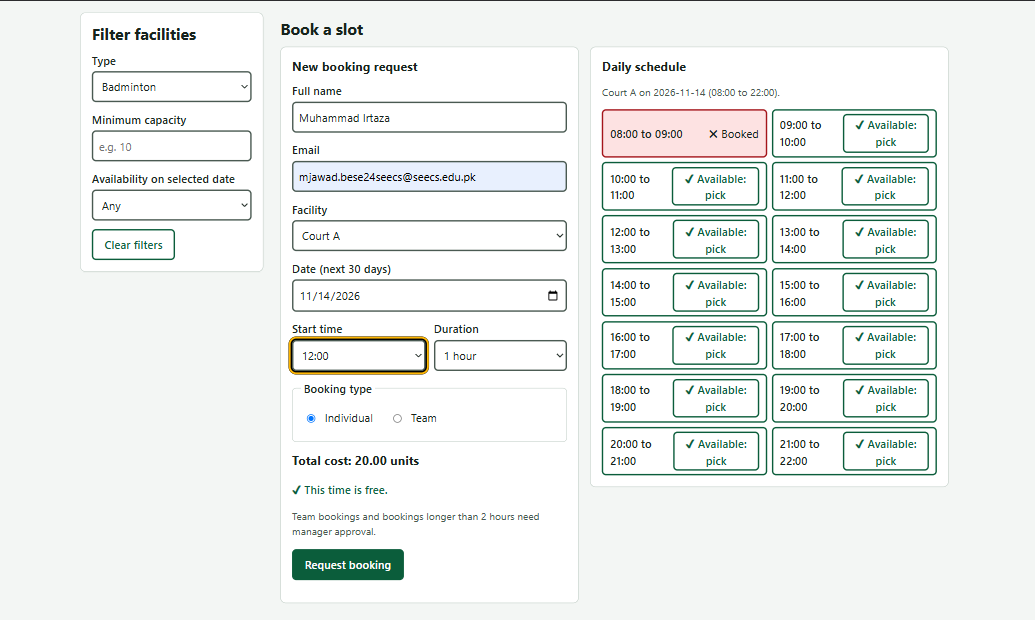 Filter facilities
Type
Badminton
Minimum capacity
e.g. 10
Availability on selected date
Any
Clear filters
Book a slot
New booking request
Full name
Muhammad Irtaza
Email
mjawad.bese24seecs@seecs.edu.pk
Facility
Court A
Date (next 30 days)
11/14/2026
Start time
Duration
12:00
1 hour
Booking type
Individual
Team
Total cost: 20.00 units
✔ This time is free.
Team bookings and bookings longer than 2 hours need
manager approval.
Request booking
Daily schedule
Court A on 2026-11-14 (08:00 to 22:00).
08:00 to 09:00
✕ Booked
09:00 to
10:00
✔ Available:
pick
10:00 to
11:00
✔ Available:
pick
11:00 to
12:00
✔ Available:
pick
12:00 to
13:00
✔ Available:
pick
13:00 to
14:00
✔ Available:
pick
14:00 to
15:00
✔ Available:
pick
15:00 to
16:00
✔ Available:
pick
16:00 to
17:00
✔ Available:
pick
17:00 to
18:00
✔ Available:
pick
18:00 to
19:00
✔ Available:
pick
19:00 to
20:00
✔ Available:
pick
20:00 to
21:00
✔ Available:
pick
21:00 to
22:00
✔ Available:
pick